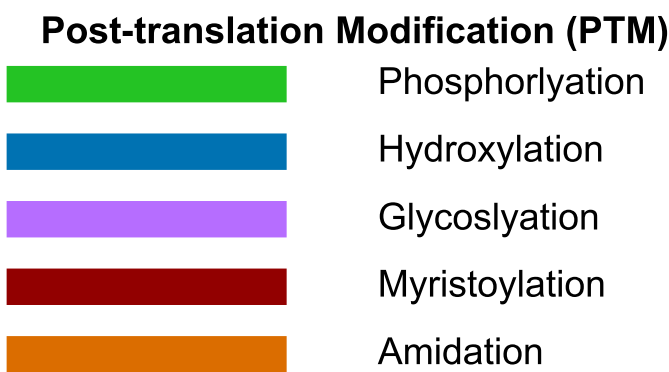 Post-translation Modification (PTM)
Phosphorlyation
Hydroxylation
Glycoslyation
Myristoylation
Amidation